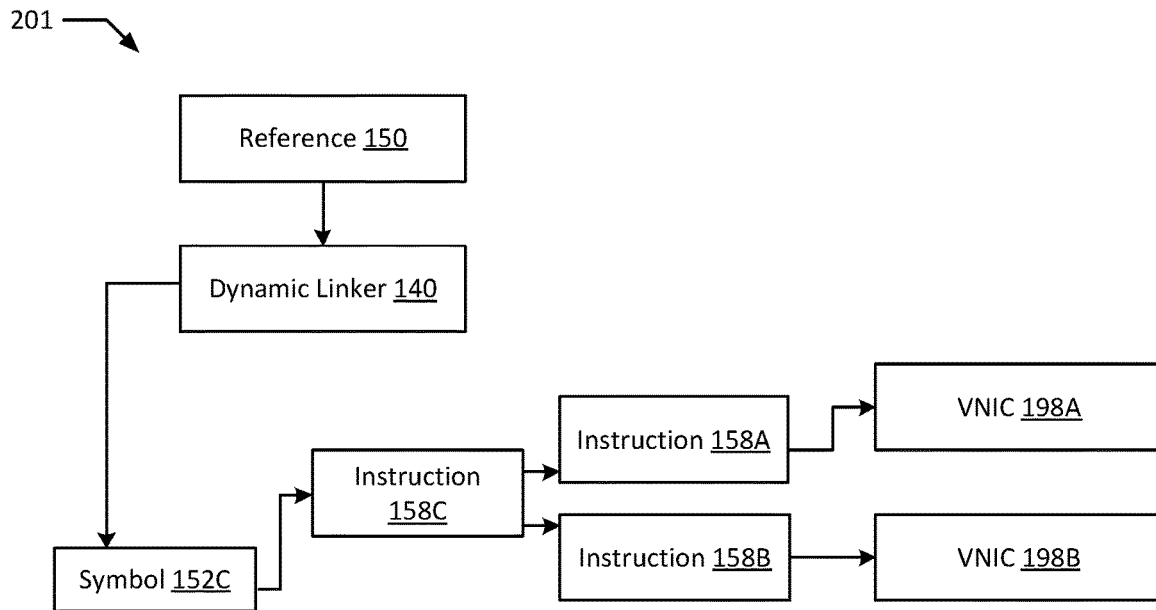 201
Reference 150
Dynamic Linker 140
VNIC 198A
Instruction 158A
Instruction
158C
Instruction 158B
VNIC 198B
Symbol 152C